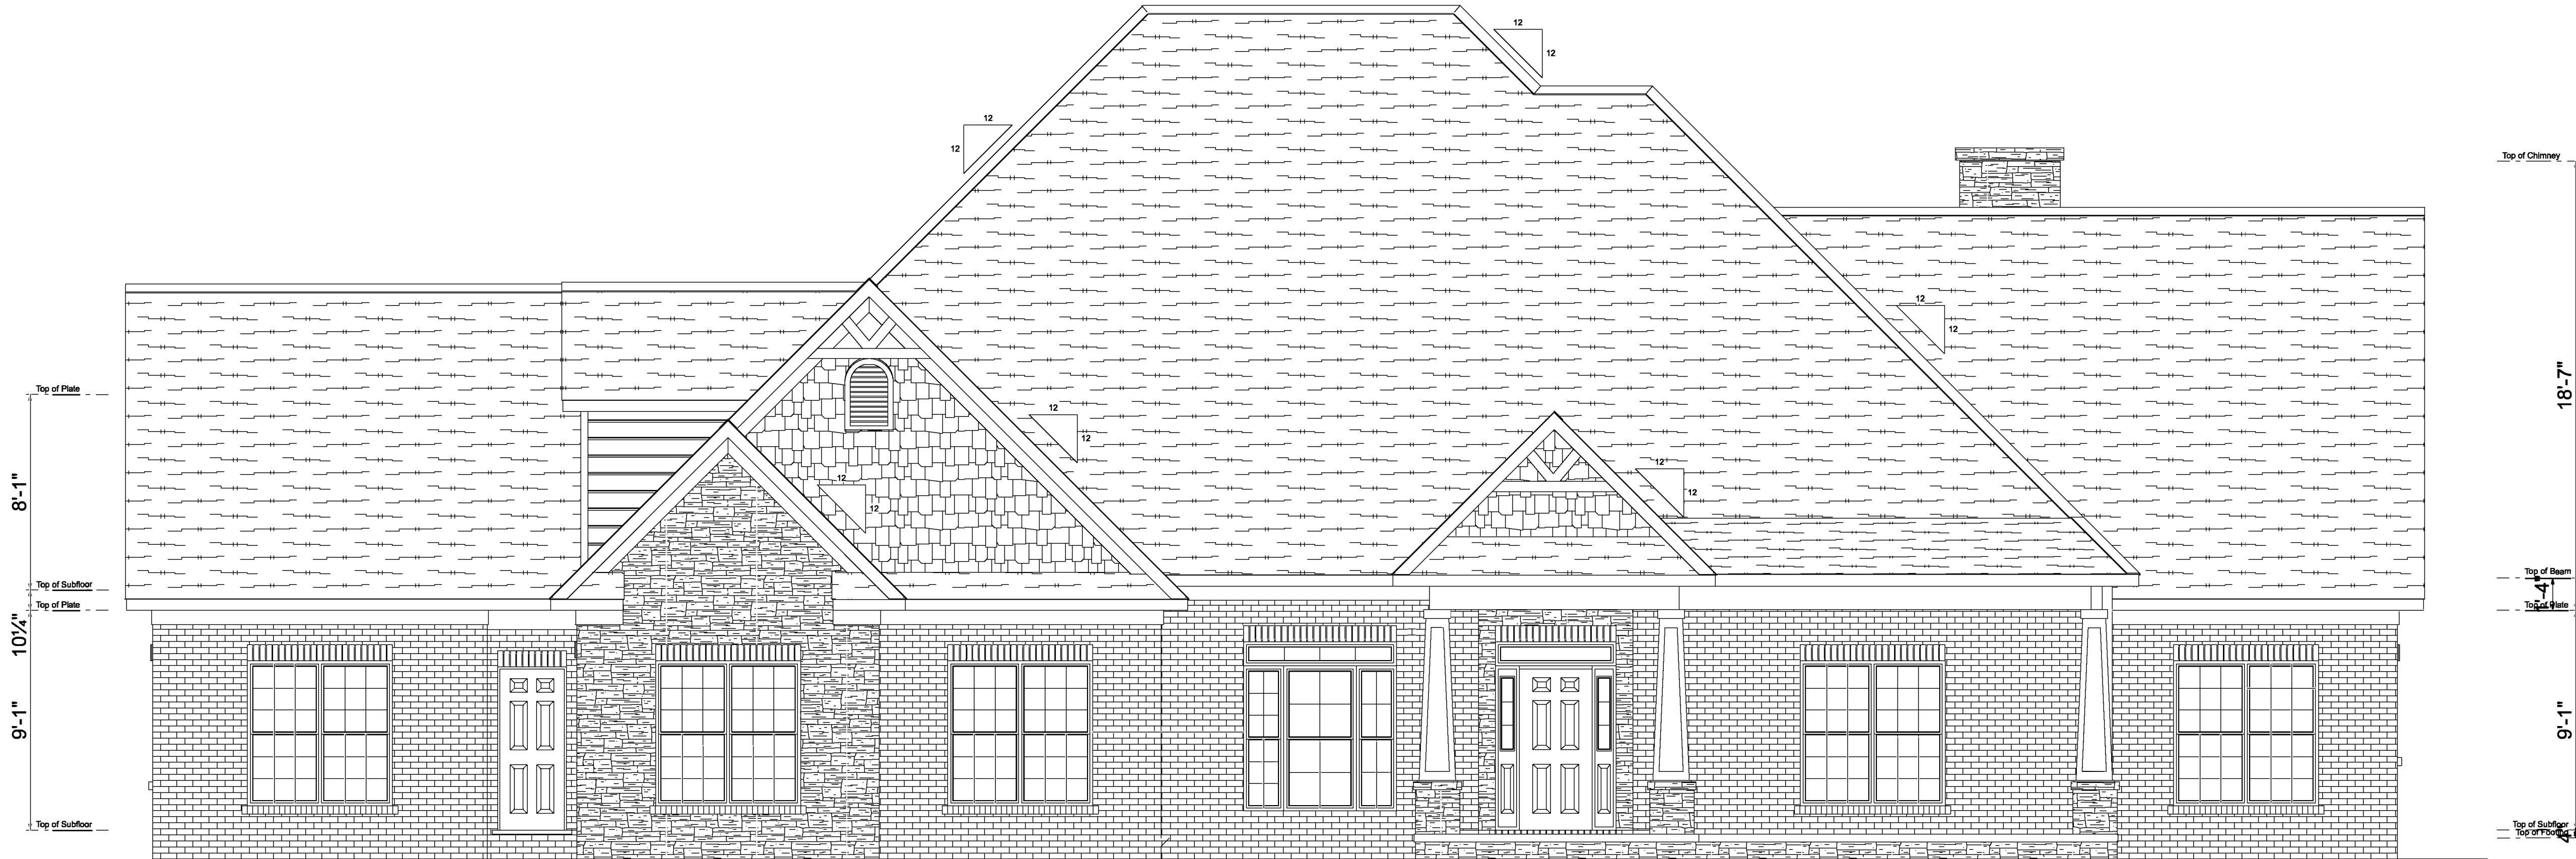 12
12
12
12
Top of Chimney
12
12
18'-7"
Top of Plate
12
12
12
12
8'-1"
12
12
Top of Subfloor
Top of Beam
1'-4"
Top of Plate
Top of Plate
10¼"
9'-1"
9'-1"
Top of Subfloor
Top of Subfloor
Top of Footing